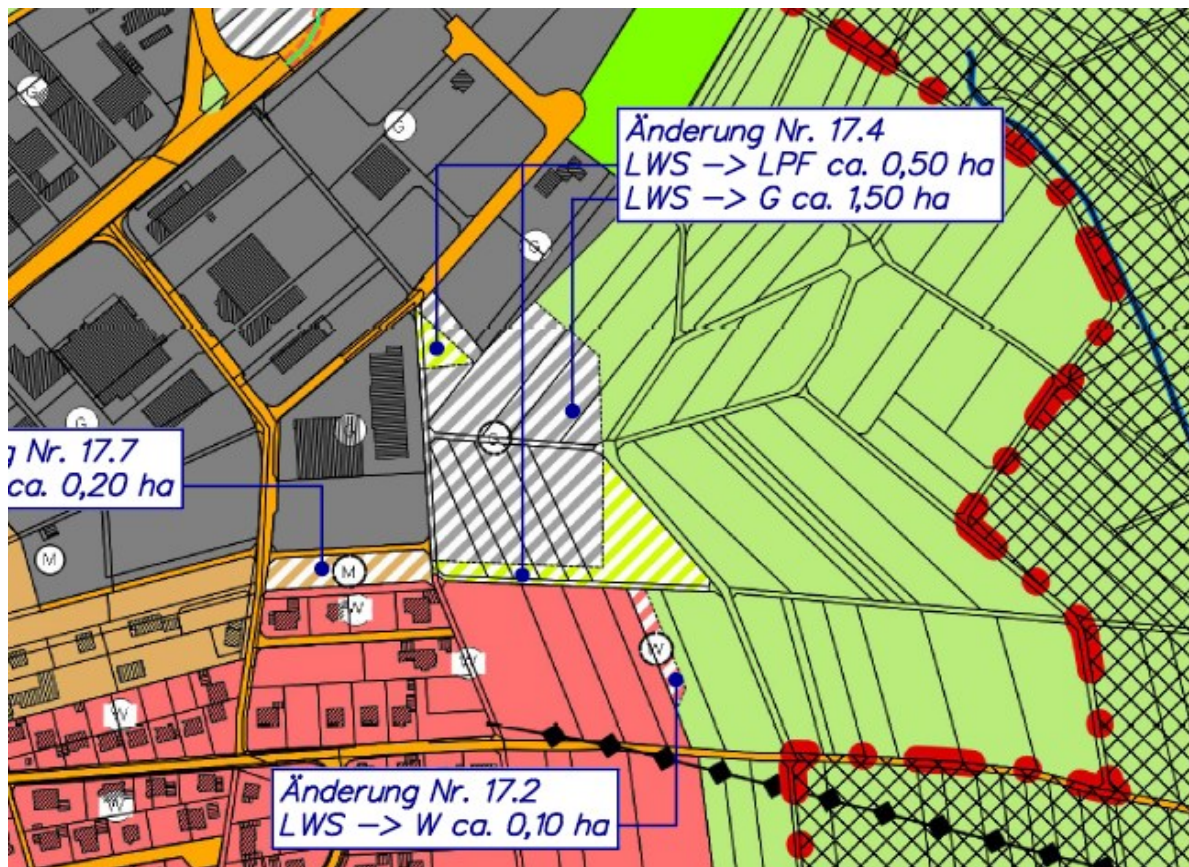 G
G
Änderung Nr. 17.4
LWS -> LPF ca. 0,50 ha
LWS -> G ca. 1,50 ha
G
G
G
G
Nr. 17.7
ca. 0,20 ha
M
M
W
W
W
W
W
Änderung Nr. 17.2
LWS -> W ca. 0,10 ha